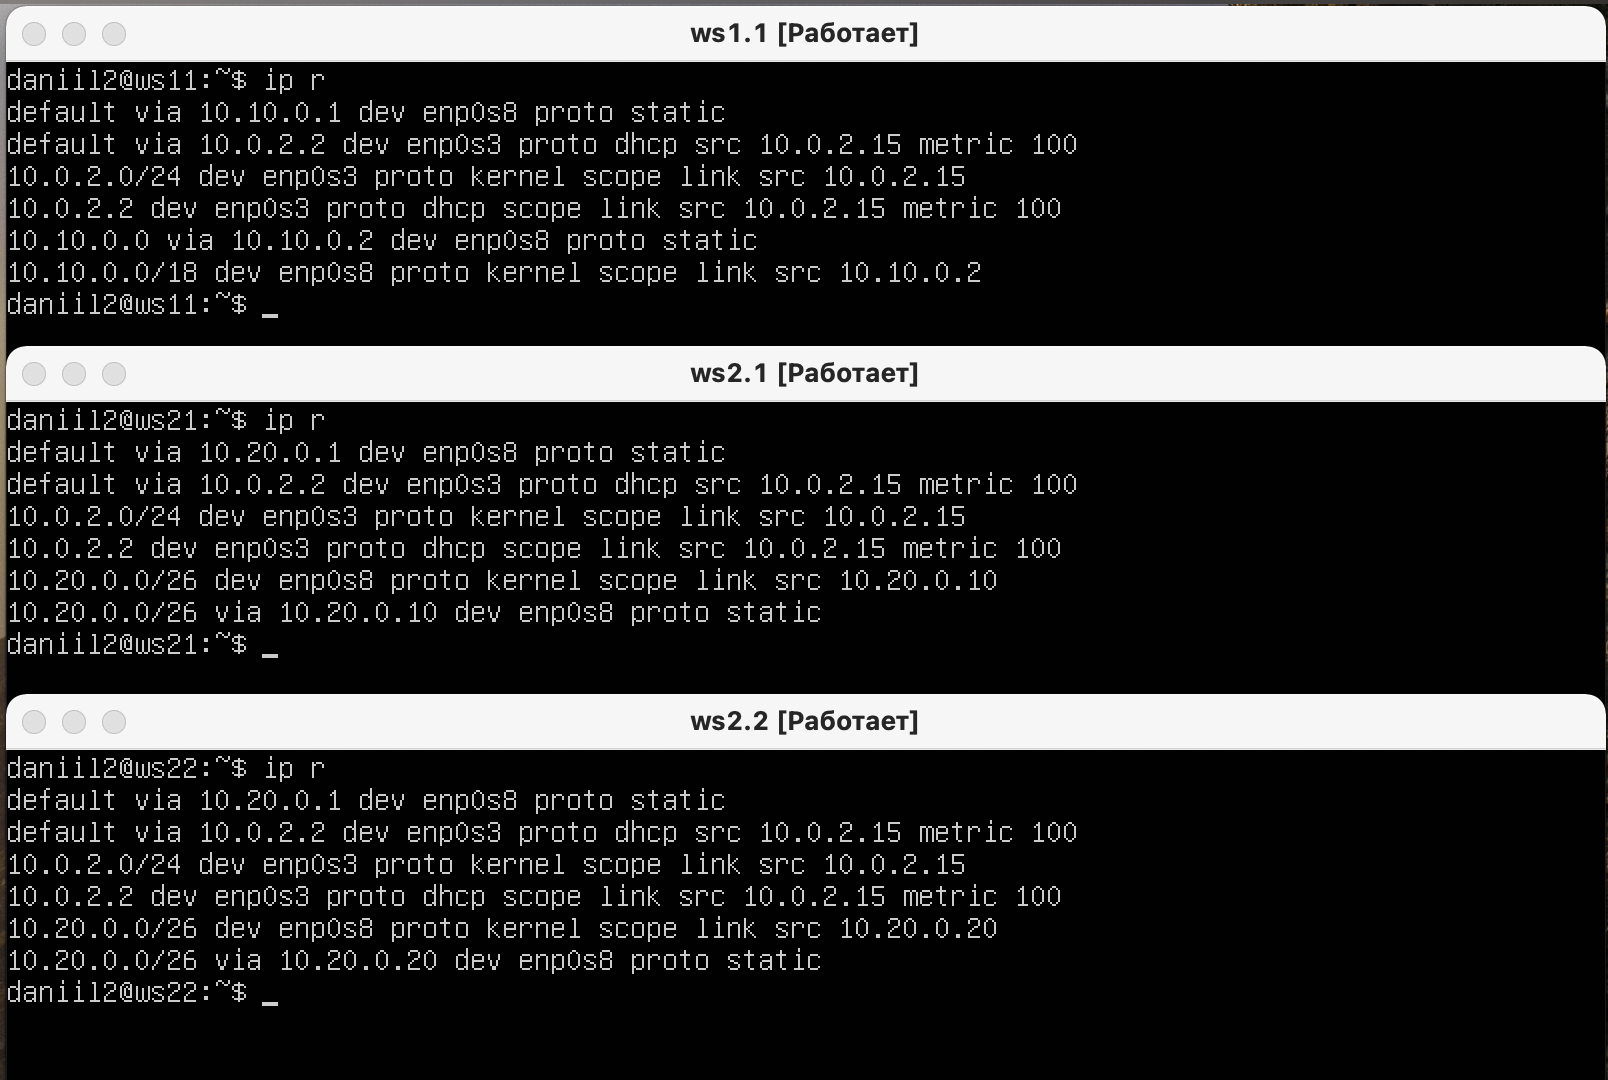 ws1.1 [Работает]
daniil2@ws11:~$ ip r
default via 10.10.0.1 dev enp0s8 proto static
default via 10.0.2.2 dev enp0s3 proto dhcp src 10.0.2.15 metric 100
10.0.2.0/24 dev enp0s3 proto kernel scope link src 10.0.2.15
10.0.2.2 dev enp0s3 proto dhcp scope link src 10.0.2.15 metric 100
10.10.0.0 via 10.10.0.2 dev enp0s8 proto static
10.10.0.0/18 dev enp0s8 proto kernel scope link src 10.10.0.2
daniil2@ws11:~$ _
ws2.1 [Работает]
daniil2@ws21:~$ ip r
default via 10.20.0.1 dev enp0s8 proto static
default via 10.0.2.2 dev enp0s3 proto dhcp src 10.0.2.15 metric 100
10.0.2.0/24 dev enp0s3 proto kernel scope link src 10.0.2.15
10.0.2.2 dev enp0s3 proto dhcp scope link src 10.0.2.15 metric 100
10.20.0.0/26 dev enp0s8 proto kernel scope link src 10.20.0.10
10.20.0.0/26 via 10.20.0.10 dev enp0s8 proto static
daniil2@ws21:~$ _
ws2.2 [Работает]
daniil2@ws22:~$ ip r
default via 10.20.0.1 dev enp0s8 proto static
default via 10.0.2.2 dev enp0s3 proto dhcp src 10.0.2.15 metric 100
10.0.2.0/24 dev enp0s3 proto kernel scope link src 10.0.2.15
10.0.2.2 dev enp0s3 proto dhcp scope link src 10.0.2.15 metric 100
10.20.0.0/26 dev enp0s8 proto kernel scope link src 10.20.0.20
10.20.0.0/26 via 10.20.0.20 dev enp0s8 proto static
daniil2@ws22:~$ _